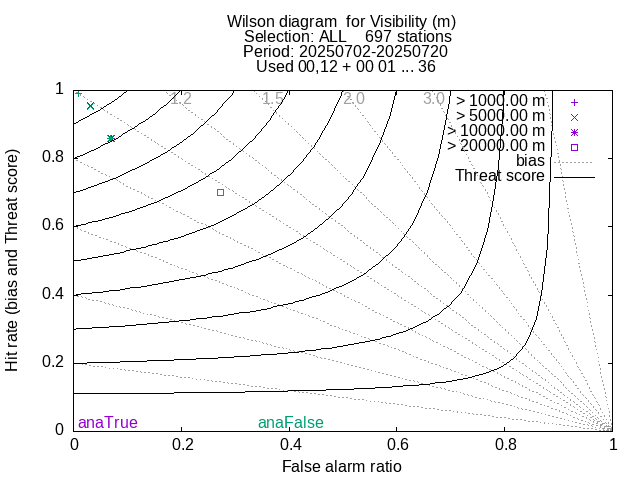 Wilson diagram  for Visibility (m)
Selection: ALL    697 stations
Period: 20250702-20250720
Used 00,12 + 00 01 ... 36
1.2 1.5 2.0 3.0
> 1000.00 m
> 5000.00 m
> 10000.00 m
> 20000.00 m
bias
Threat score
1
0.8
0.6
0.4
0.2
0
Hit rate (bias and Threat score)
anaTrue anaFalse
0 0.2 0.4 0.6 0.8 1
False alarm ratio